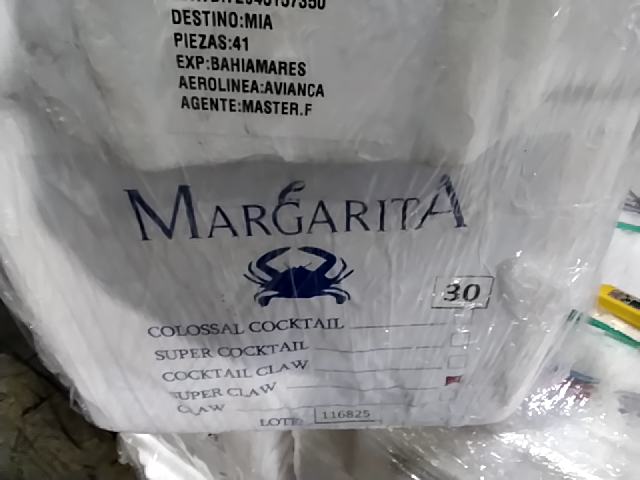 DESTINO:MIA
PIEZAS:41
EXP:BAHIAMARES
AEROLINEA:AVIANCA
AGENTE:MASTER.F
MARGARITA
30
COLOSSAL COCKTAIL
SUPER COCKTAIL
COCKTAIL CLAW
SUPER CLAW
CLAW
LOTE: 116825